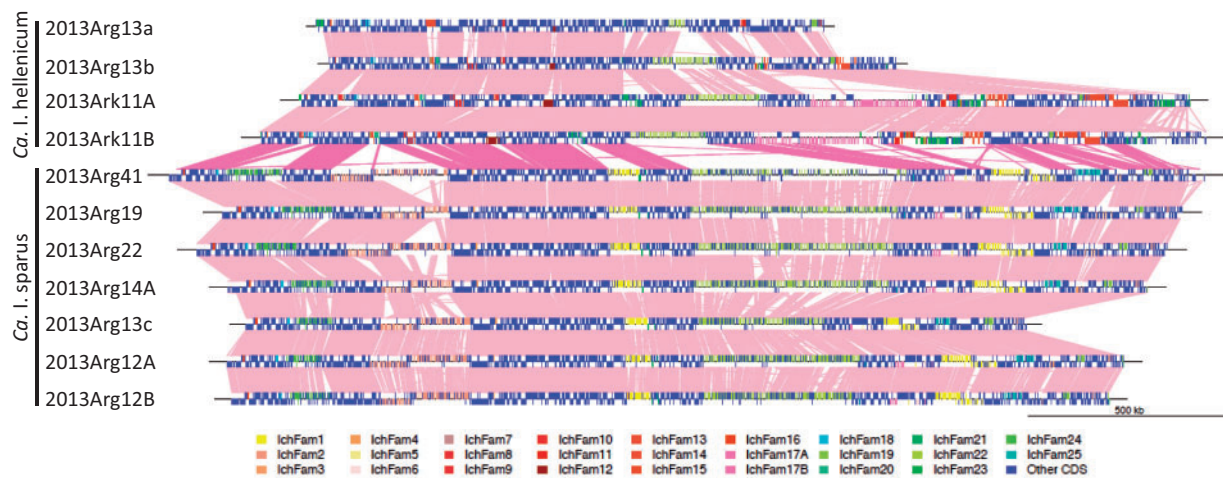 Ca. I. hellenicum
2013Arg13a
2013Arg13b
2013Ark11A
2013Ark11B
Ca. I. sparus
2013Arg41
2013Arg19
2013Arg22
2013Arg14A
2013Arg13c
2013Arg12A
2013Arg12B
500 kb
IchFam1 IchFam4 IchFam7 IchFam10 IchFam13 IchFam16 IchFam18 IchFam21 IchFam24
IchFam2 IchFam5 IchFam8 IchFam11 IchFam14 IchFam17A IchFam19 IchFam22 IchFam25
IchFam3 IchFam6 IchFam9 IchFam12 IchFam15 IchFam17B IchFam20 IchFam23 Other CDS